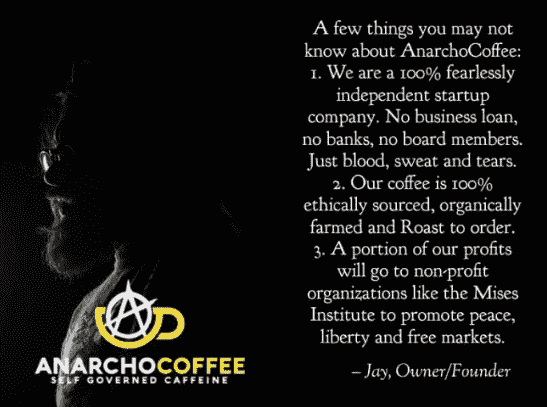 A few things you may not
know about AnarchoCoffee:
1. We are a 100% fearlessly
independent startup
company. No business loan,
no banks, no board members.
Just blood, sweat and tears.
2. Our coffee is 100%
ethically sourced, organically
farmed and Roast to order.
3. A portion of our profits
will go to non-profit
organizations like the Mises
Institute to promote peace,
liberty and free markets.
– Jay, Owner/Founder
ANARCHOCOFFEE
SELF GOVERNED CAFFEINE